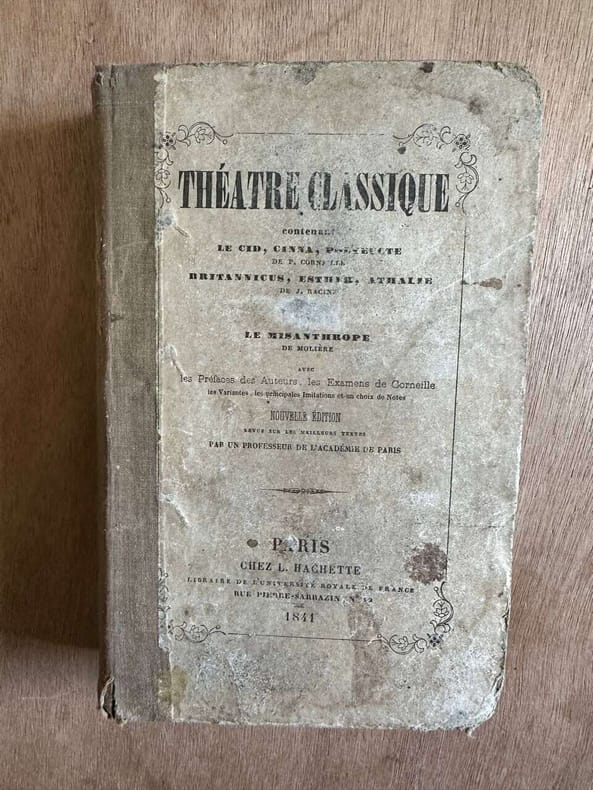 THÉATRE CLASSIQUE
contenant
LE CID, CINNA, POLYEUCTE
DE P. CORNEILLE
BRITANNICUS, ESTHER, ATHALIE
DE J. RACINE
LE MISANTHROPE
DE MOLIÈRE
AVEC
les Préfaces des Auteurs, les Examens de Corneille
les Variantes, les principales Imitations et un choix de Notes
NOUVELLE ÉDITION
REVUE SUR LES MEILLEURS TEXTES
PAR UN PROFESSEUR DE L'ACADÉMIE DE PARIS
PARIS
CHEZ L. HACHETTE
LIBRAIRE DE L'UNIVERSITÉ ROYALE DE FRANCE
RUE PIERRE-SARRAZIN, N° 12
1841